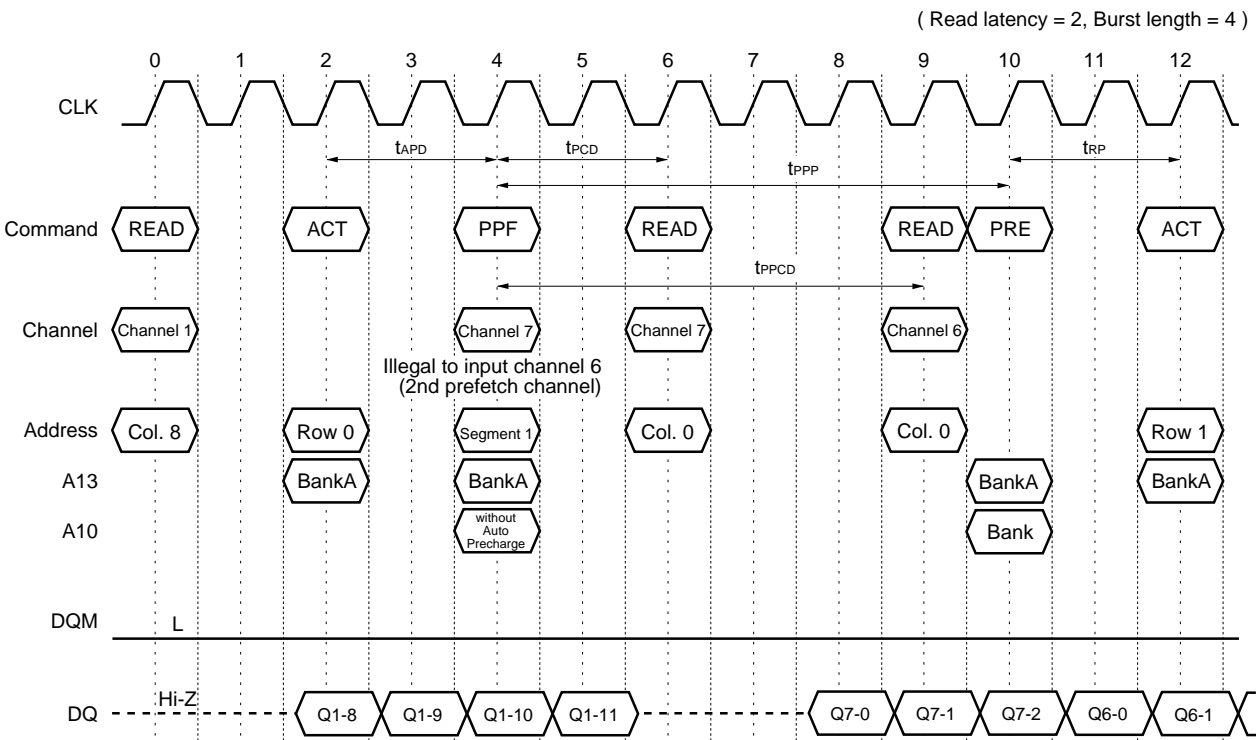 ( Read latency = 2, Burst length = 4 )
0 1 2 3 4 5 6 7 8 9 10 11 12
CLK
tAPD tPCD tRP
tPPP
Command READ ACT PPF READ READ PRE ACT
tPPCD
Channel Channel 1 Channel 7 Channel 7 Channel 6
Illegal to input channel 6
(2nd prefetch channel)
Address Col. 8 Row 0 Segment 1 Col. 0 Col. 0 Row 1
A13 BankA BankA BankA BankA
A10 without Auto Precharge Bank
DQM L
DQ Hi-Z Q1-8 Q1-9 Q1-10 Q1-11 Q7-0 Q7-1 Q7-2 Q6-0 Q6-1